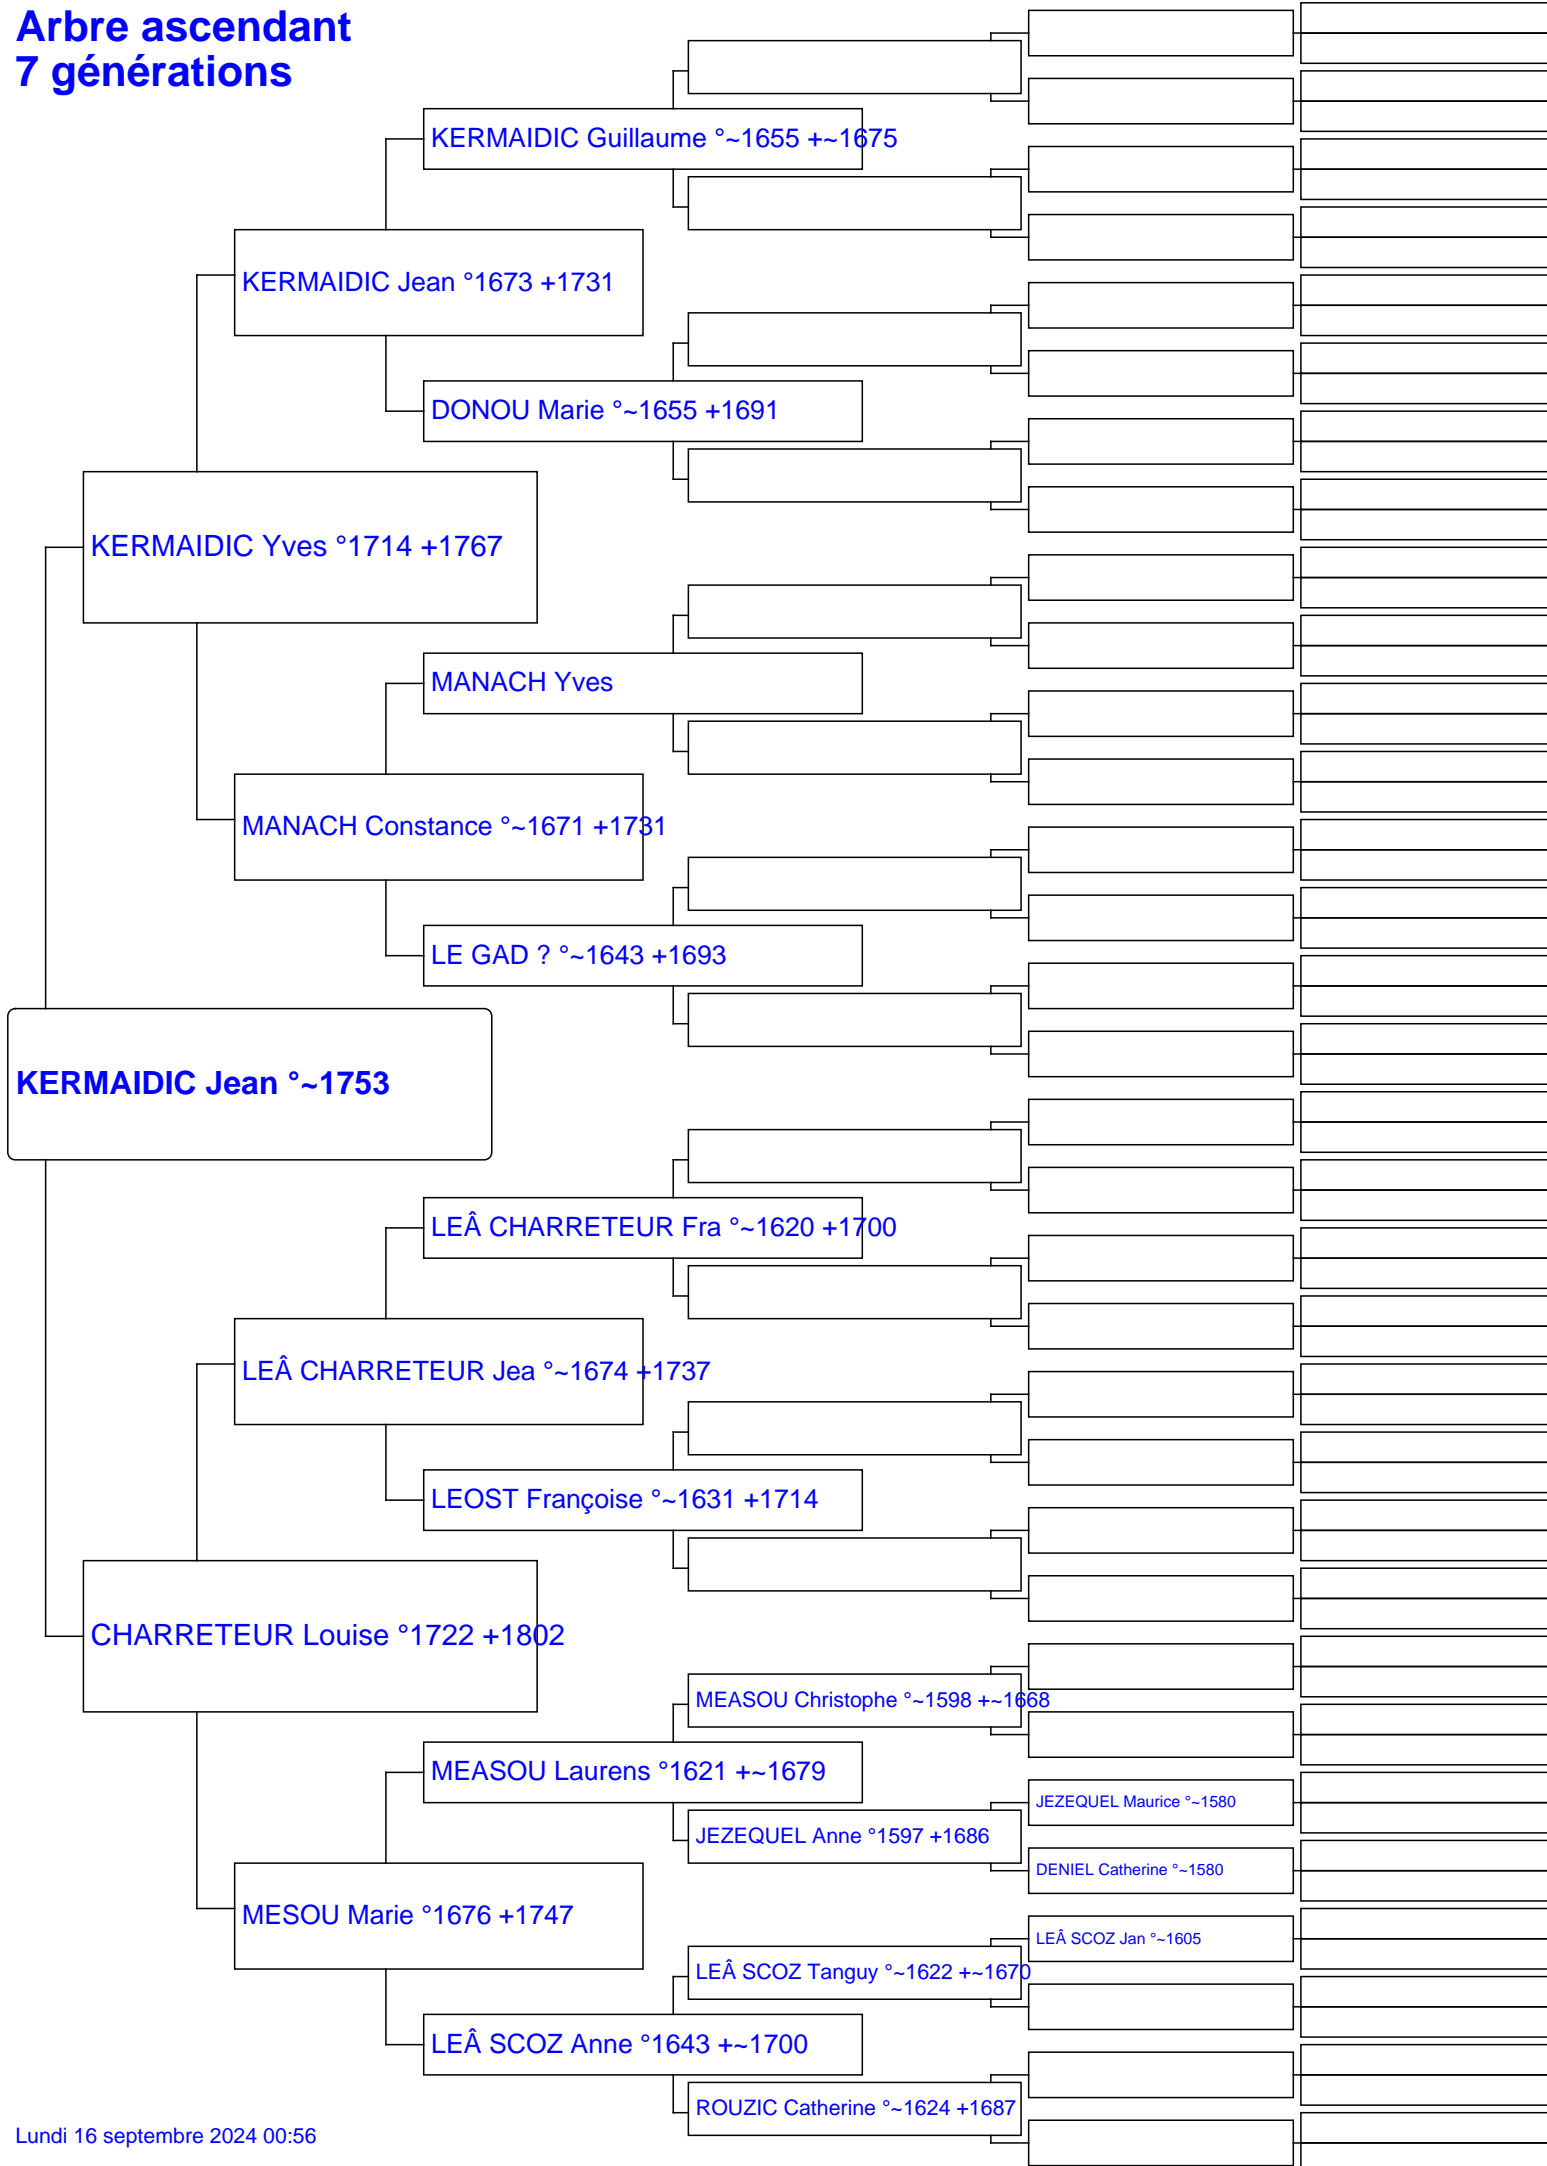 Arbre ascendant
7 générations
KERMAIDIC Guillaume °~1655 +~1675
KERMAIDIC Jean °1673 +1731
DONOU Marie °~1655 +1691
KERMAIDIC Yves °1714 +1767
MANACH Yves
MANACH Constance °~1671 +1731
LE GAD ? °~1643 +1693
KERMAIDIC Jean °~1753
LEÂ CHARRETEUR Fra °~1620 +1700
LEÂ CHARRETEUR Jea °~1674 +1737
LEOST Françoise °~1631 +1714
CHARRETEUR Louise °1722 +1802
MEASOU Christophe °~1598 +~1668
MEASOU Laurens °1621 +~1679
JEZEQUEL Maurice °~1580
JEZEQUEL Anne °1597 +1686
DENIEL Catherine °~1580
MESOU Marie °1676 +1747
LEÂ SCOZ Jan °~1605
LEÂ SCOZ Tanguy °~1622 +~1670
LEÂ SCOZ Anne °1643 +~1700
ROUZIC Catherine °~1624 +1687
Lundi 16 septembre 2024 00:56